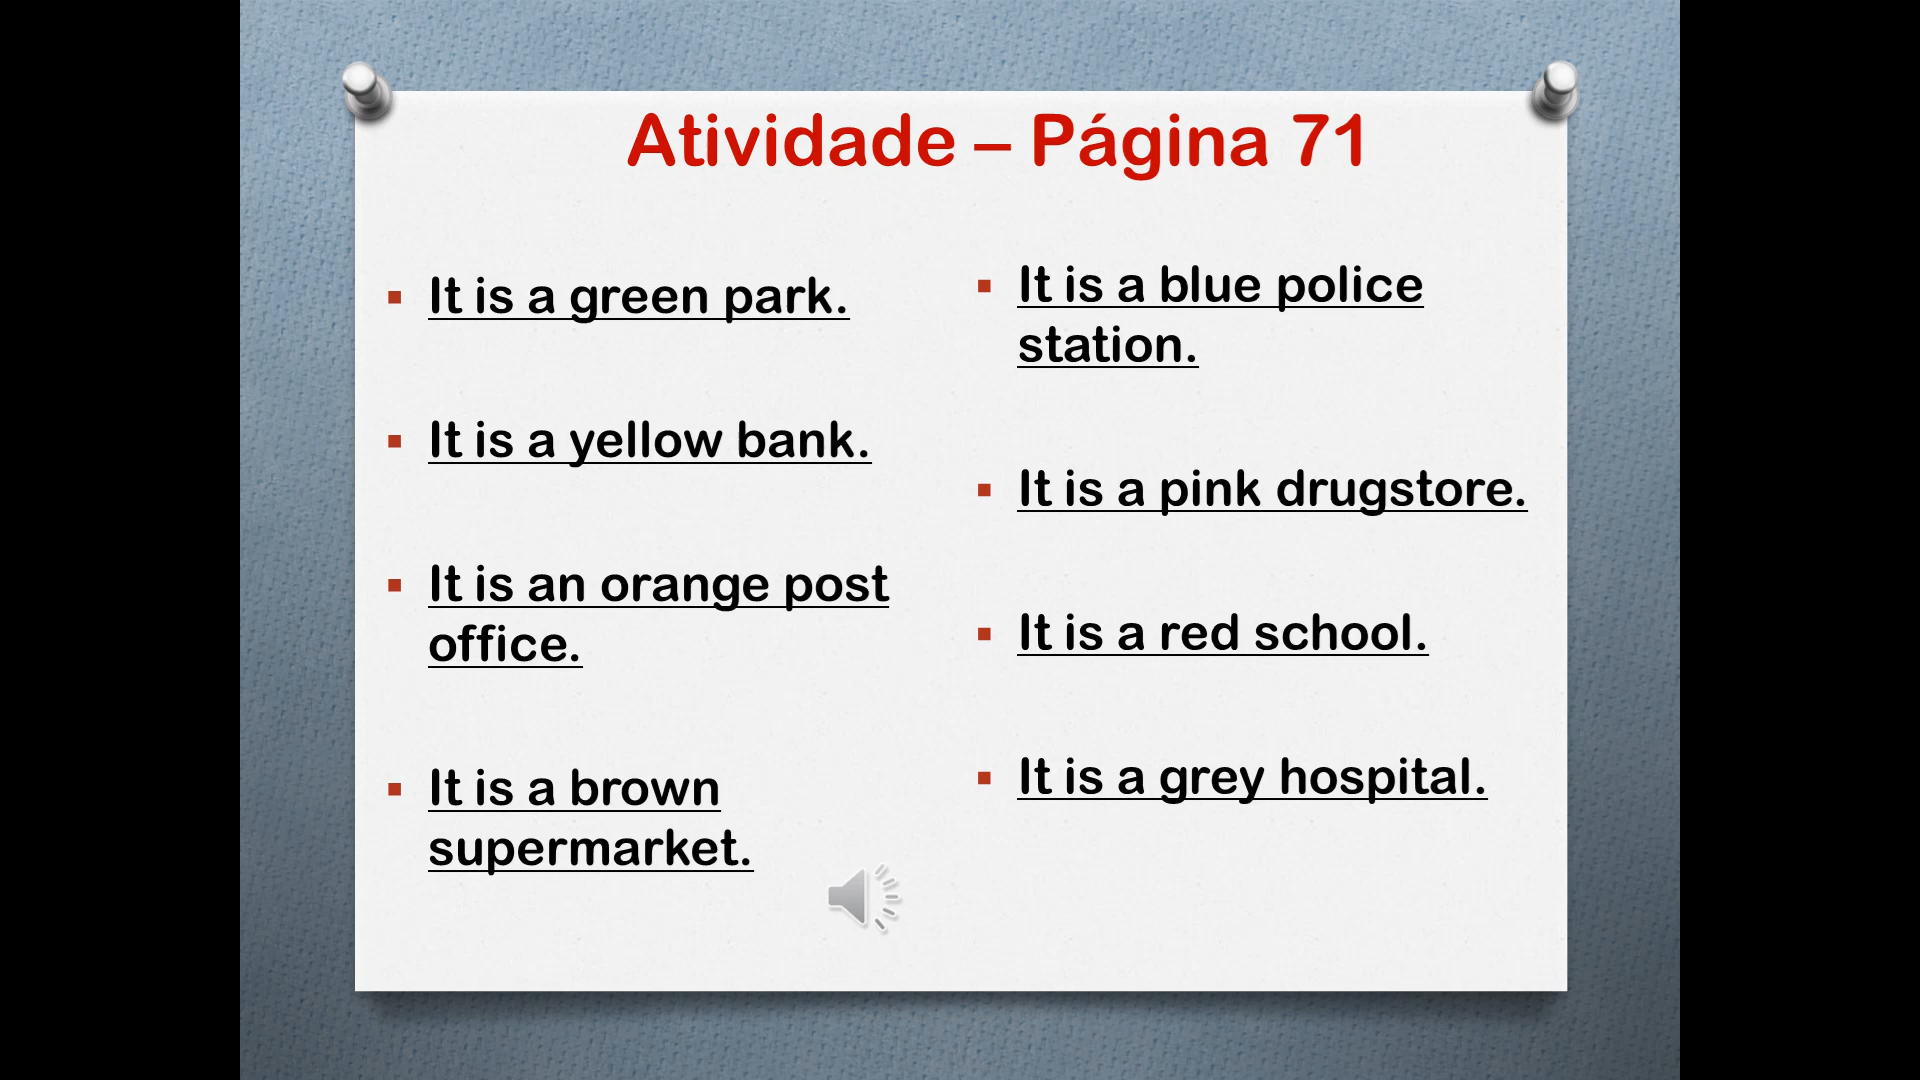 Atividade – Página 71
It is a green park.
It is a yellow bank.
It is an orange post
office.
It is a brown
supermarket.
It is a blue police
station.
It is a pink drugstore.
It is a red school.
It is a grey hospital.